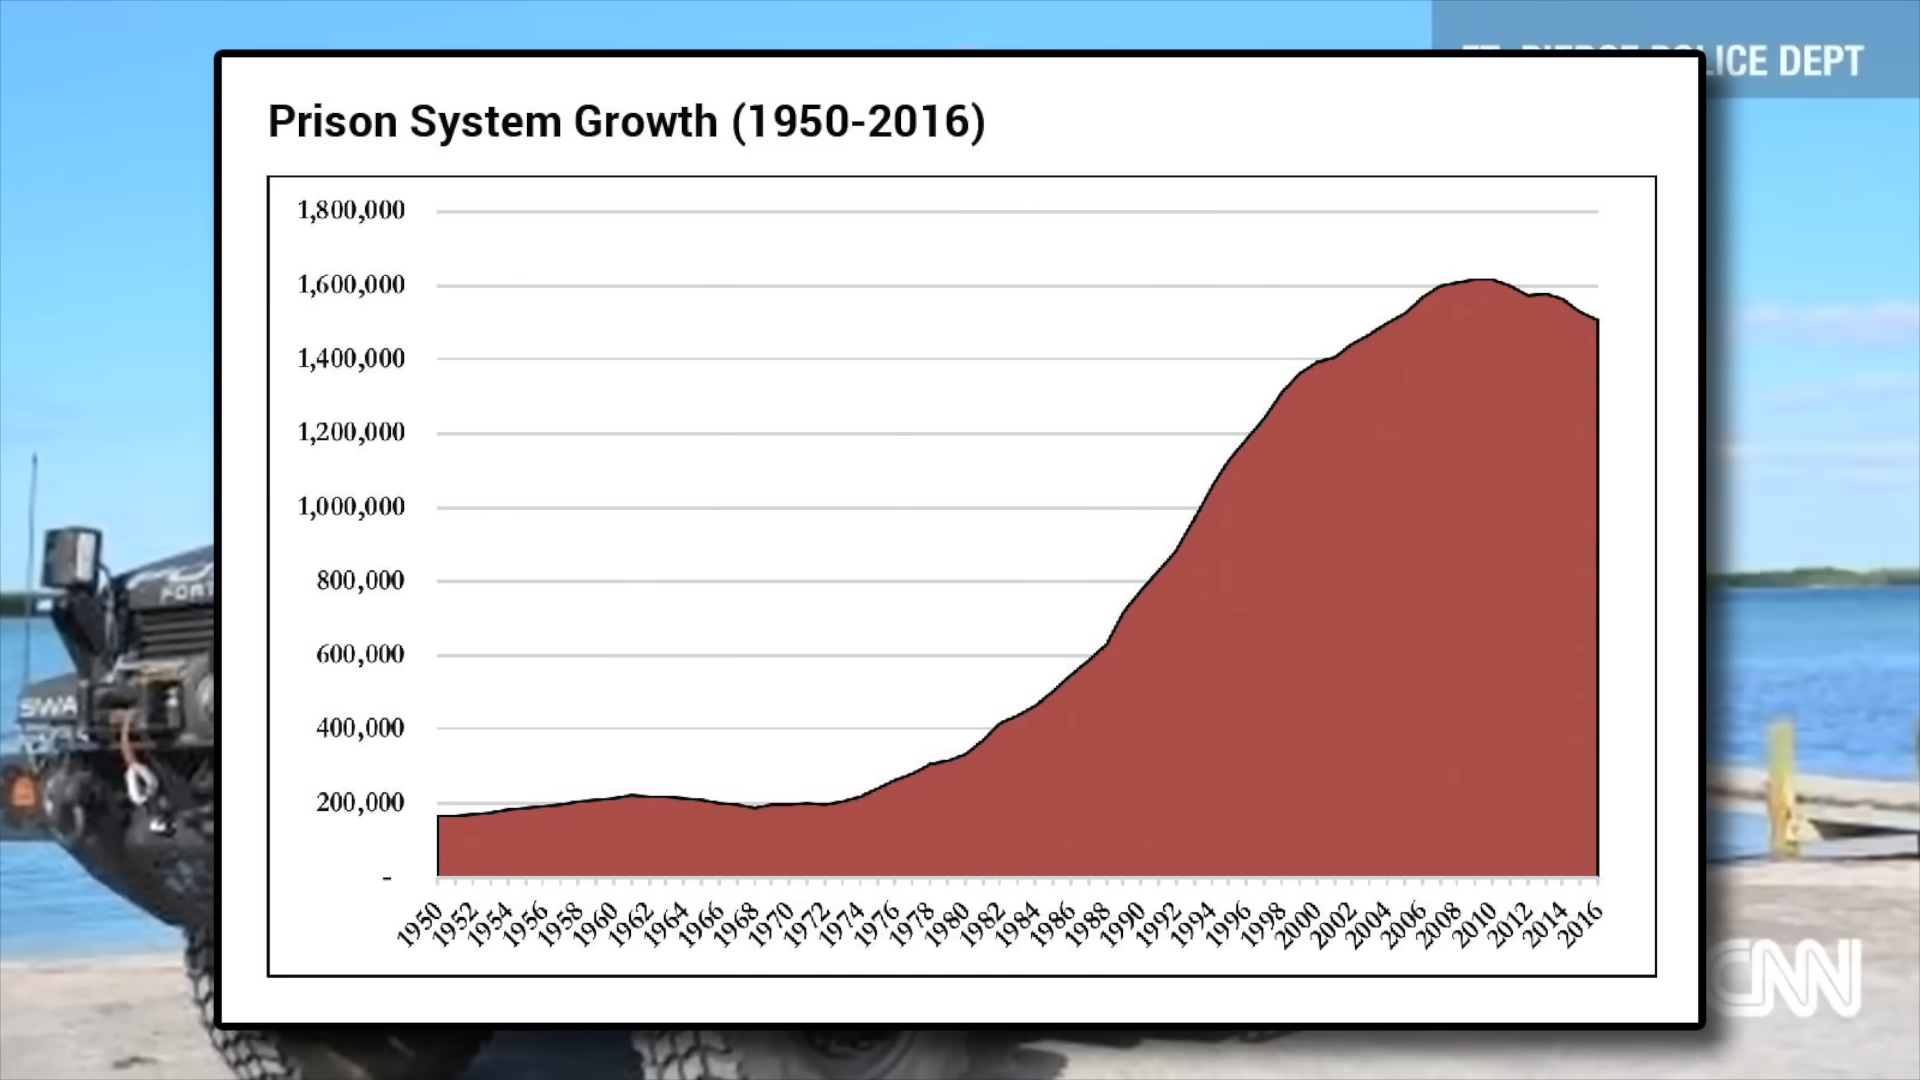 LICE DEPT
Prison System Growth (1950-2016)
1,800,000
1,600,000
1,400,000
1,200,000
1,000,000
800,000
600,000
400,000
200,000
-
1950 1952 1954 1956 1958 1960 1962 1964 1966 1968 1970 1972 1974 1976 1978 1980 1982 1984 1986 1988 1990 1992 1994 1996 1998 2000 2002 2004 2006 2008 2010 2012 2014 2016
FOR
SWA
CNN